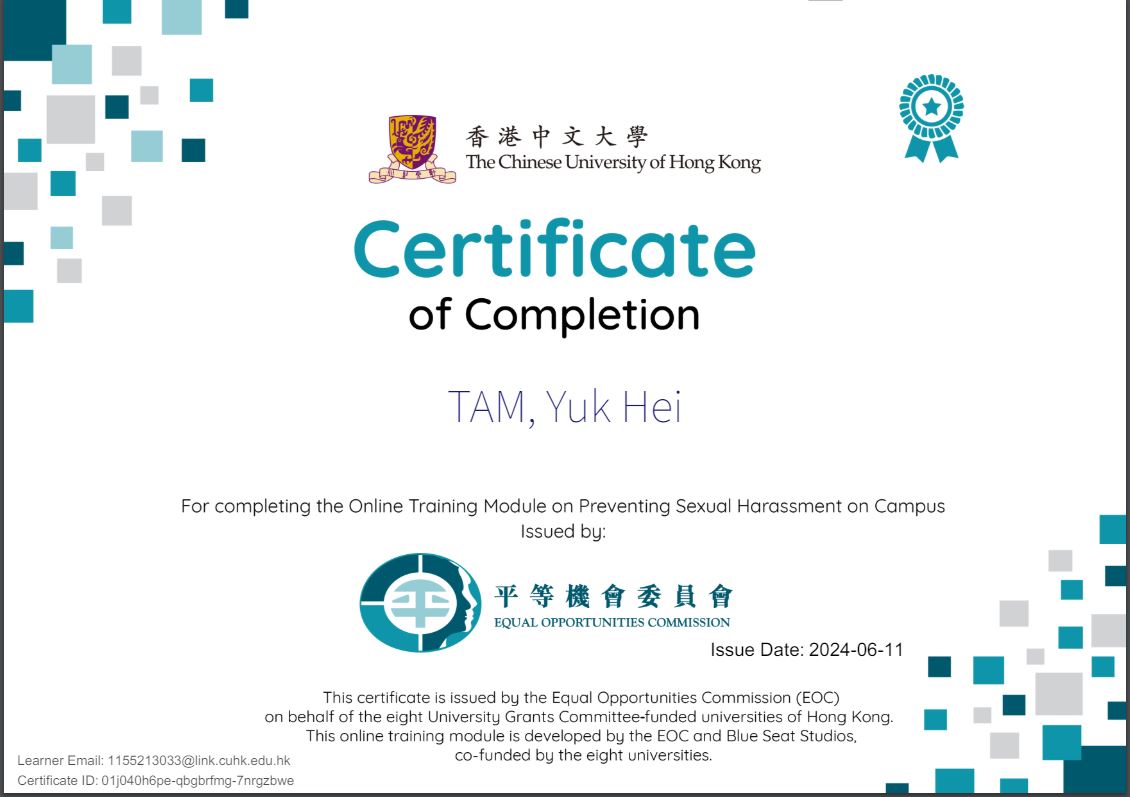 香港中文大學
The Chinese University of Hong Kong
Certificate
of Completion
TAM, Yuk Hei
For completing the Online Training Module on Preventing Sexual Harassment on Campus
Issued by:
平等機會委員會
EQUAL OPPORTUNITIES COMMISSION
Issue Date: 2024-06-11
This certificate is issued by the Equal Opportunities Commission (EOC)
on behalf of the eight University Grants Committee-funded universities of Hong Kong.
This online training module is developed by the EOC and Blue Seat Studios,
co-funded by the eight universities.
Learner Email: 1155213033@link.cuhk.edu.hk
Certificate ID: 01j040h6pe-qbgbrfmg-7nrgzbwe